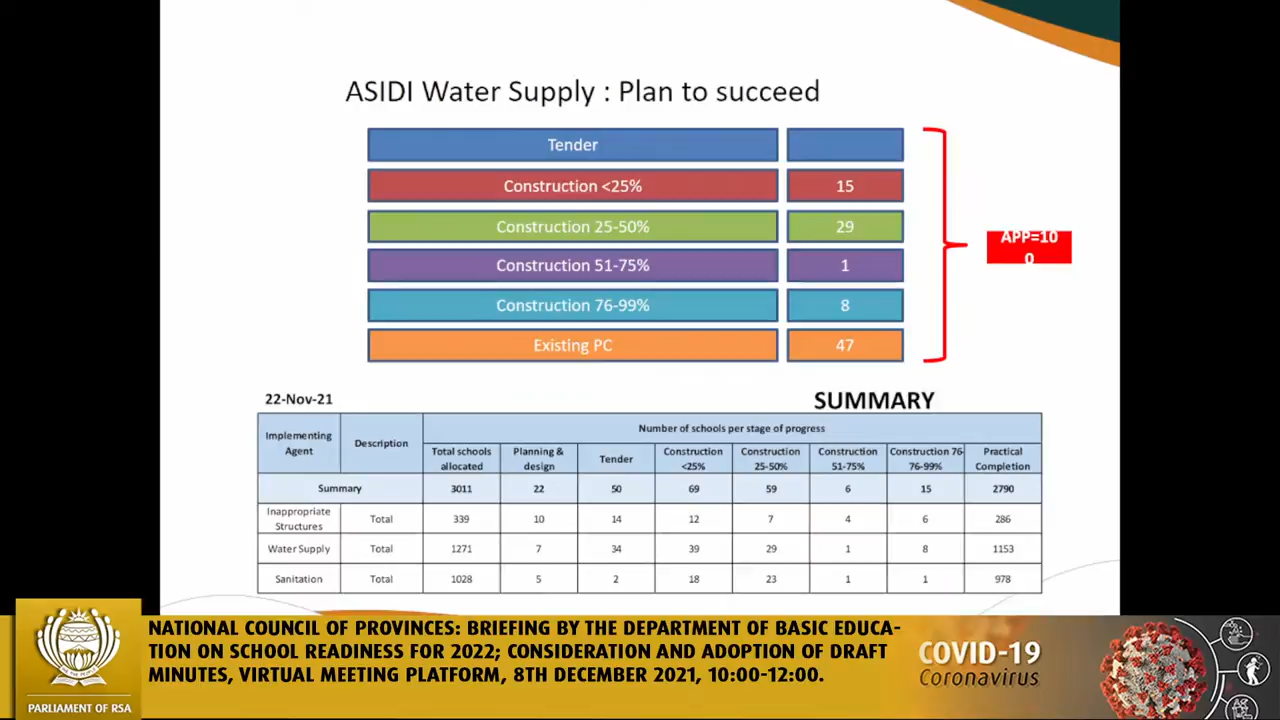 ASIDI Water Supply : Plan to succeed
Tender
Construction <25% 15
Construction 25-50% 29
Construction 51-75% 1
Construction 76-99% 8
Existing PC 47
APP=10
0
22-Nov-21 SUMMARY
Implementing Agent Description Number of schools per stage of progress
Total schools allocated Planning & design Tender Construction <25% Construction 25-50% Construction 51-75% Construction 76- 76-99% Practical Completion
Summary 3011 22 50 69 59 6 15 2790
Inappropriate Structures Total 339 10 14 12 7 4 6 286
Water Supply Total 1271 7 34 39 29 1 8 1153
Sanitation Total 1028 5 2 18 23 1 1 978
NATIONAL COUNCIL OF PROVINCES: BRIEFING BY THE DEPARTMENT OF BASIC EDUCA-
TION ON SCHOOL READINESS FOR 2022; CONSIDERATION AND ADOPTION OF DRAFT
MINUTES, VIRTUAL MEETING PLATFORM, 8TH DECEMBER 2021, 10:00-12:00.
PARLIAMENT OF RSA
COVID-19
Coronavirus